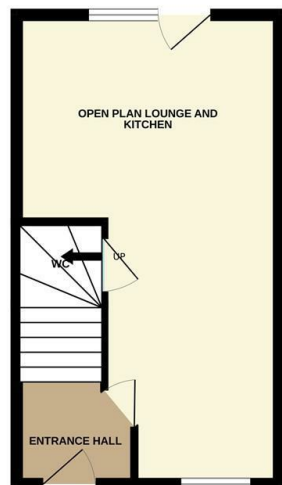 OPEN PLAN LOUNGE AND
KITCHEN
WC
UP
ENTRANCE HALL